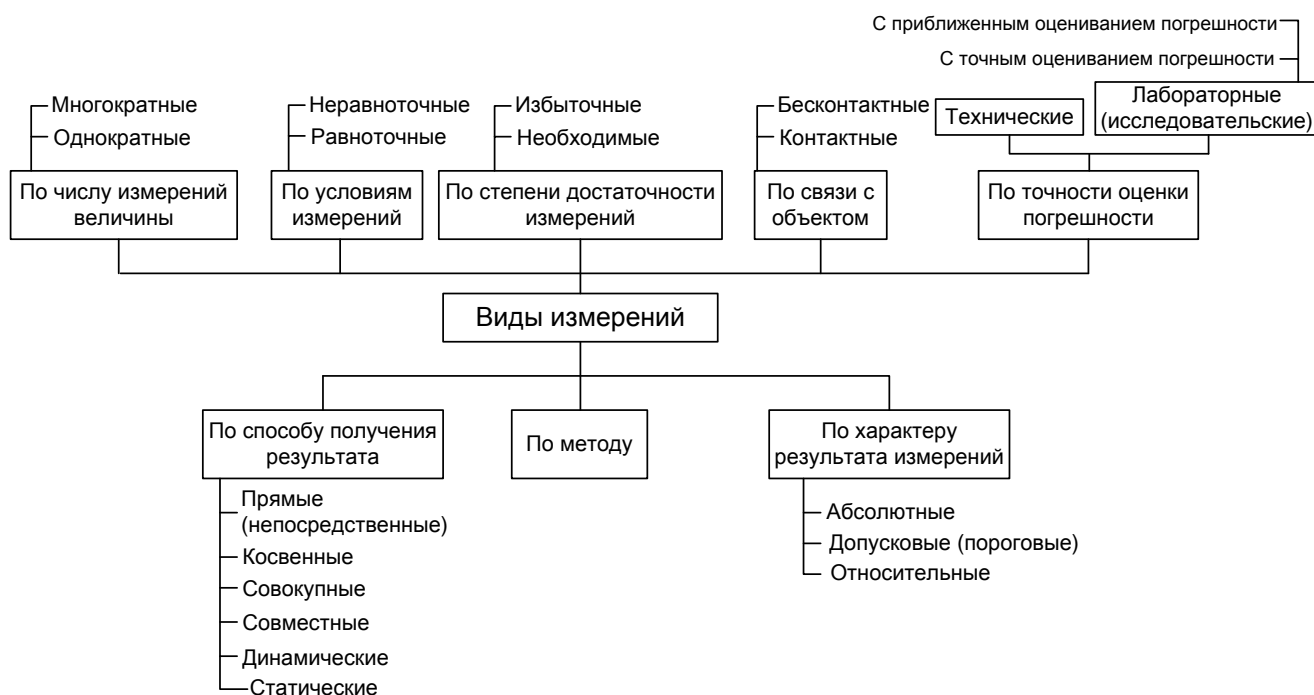 С приближенным оцениванием погрешности
С точным оцениванием погрешности
Многократные
Однократные
Неравноточные
Равноточные
Избыточные
Необходимые
Бесконтактные
Контактные
Технические
Лабораторные
(исследовательские)
По числу измерений
величины
По условиям
измерений
По степени достаточности
измерений
По связи с
объектом
По точности оценки
погрешности
Виды измерений
По способу получения
результата
По методу
По характеру
результата измерений
Прямые
(непосредственные)
Косвенные
Совокупные
Совместные
Динамические
Статические
Абсолютные
Допусковые (пороговые)
Относительные